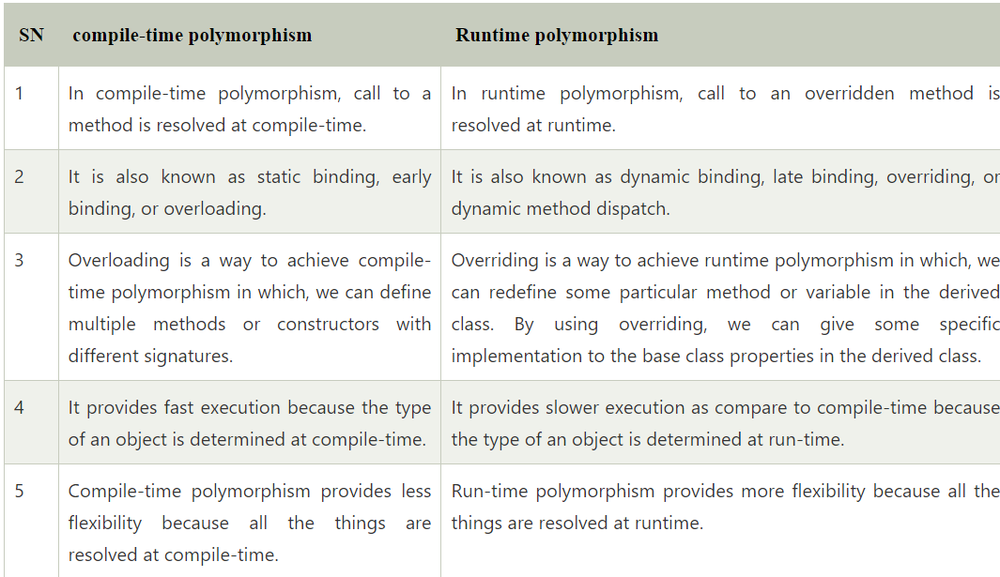 SN compile-time polymorphism Runtime polymorphism
1
In compile-time polymorphism, call to a
method is resolved at compile-time.
In runtime polymorphism, call to an overridden method is
resolved at runtime.
2
It is also known as static binding, early
binding, or overloading.
It is also known as dynamic binding, late binding, overriding, or
dynamic method dispatch.
3
Overloading is a way to achieve compile-
time polymorphism in which, we can define
multiple methods or constructors with
different signatures.
Overriding is a way to achieve runtime polymorphism in which, we
can redefine some particular method or variable in the derived
class. By using overriding, we can give some specific
implementation to the base class properties in the derived class.
4
It provides fast execution because the type
of an object is determined at compile-time.
It provides slower execution as compare to compile-time because
the type of an object is determined at run-time.
5
Compile-time polymorphism provides less
flexibility because all the things are
resolved at compile-time.
Run-time polymorphism provides more flexibility because all the
things are resolved at runtime.